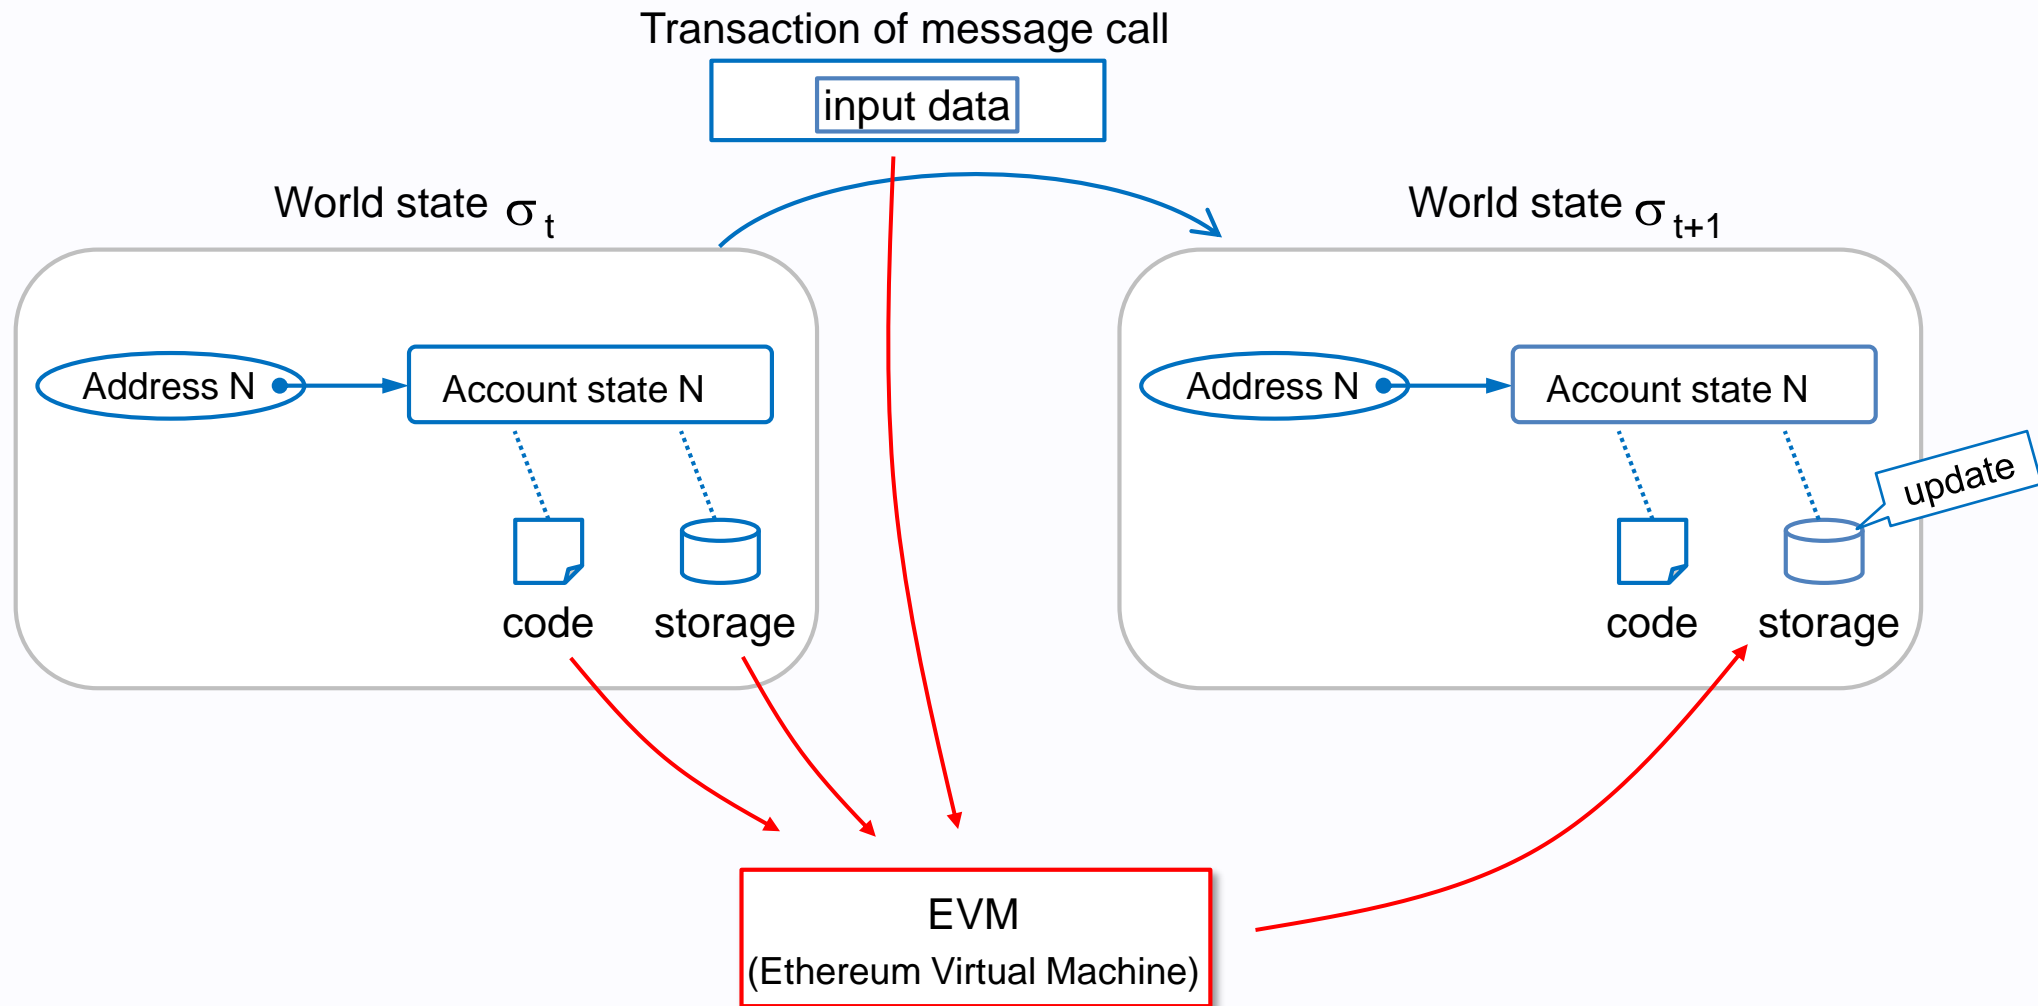 Transaction of message call
input data
World state σ t
World state σ t+1
Address N
Account state N
code
storage
Address N
Account state N
update
code
storage
EVM
(Ethereum Virtual Machine)